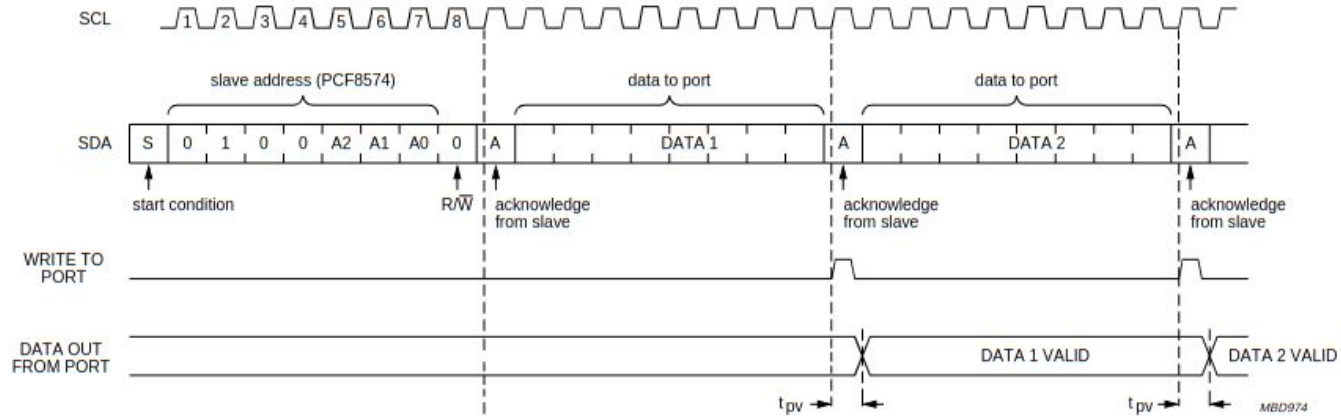 SCL
1 2 3 4 5 6 7 8
slave address (PCF8574)
data to port
data to port
SDA
S 0 1 0 0 A2 A1 A0 0 A DATA 1 A DATA 2 A
start condition
R/W̅
acknowledge
from slave
acknowledge
from slave
acknowledge
from slave
WRITE TO
PORT
DATA OUT
FROM PORT
DATA 1 VALID
DATA 2 VALID
tpv
tpv
MBD974